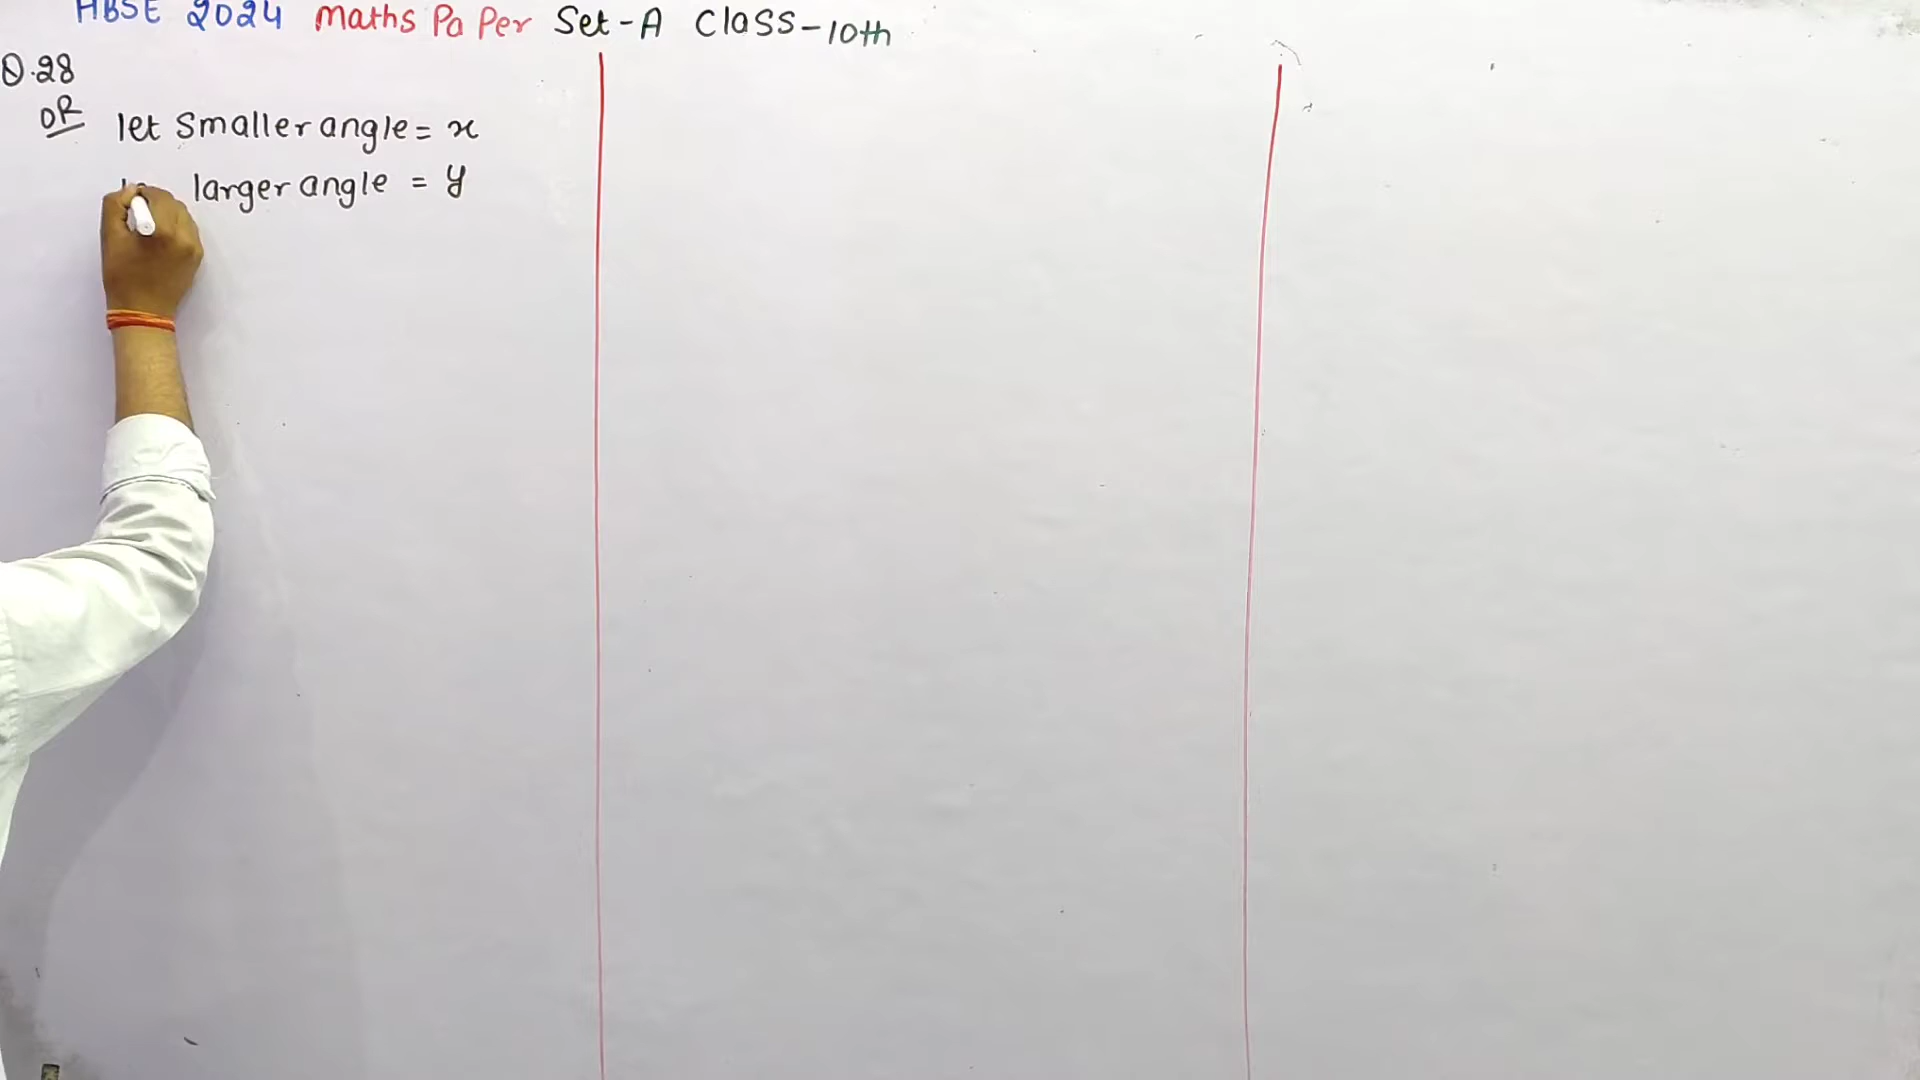 HBSE 2024 Maths PaPer Set-A Class-10th
Q.28
OR let Smaller angle = x
larger angle = y